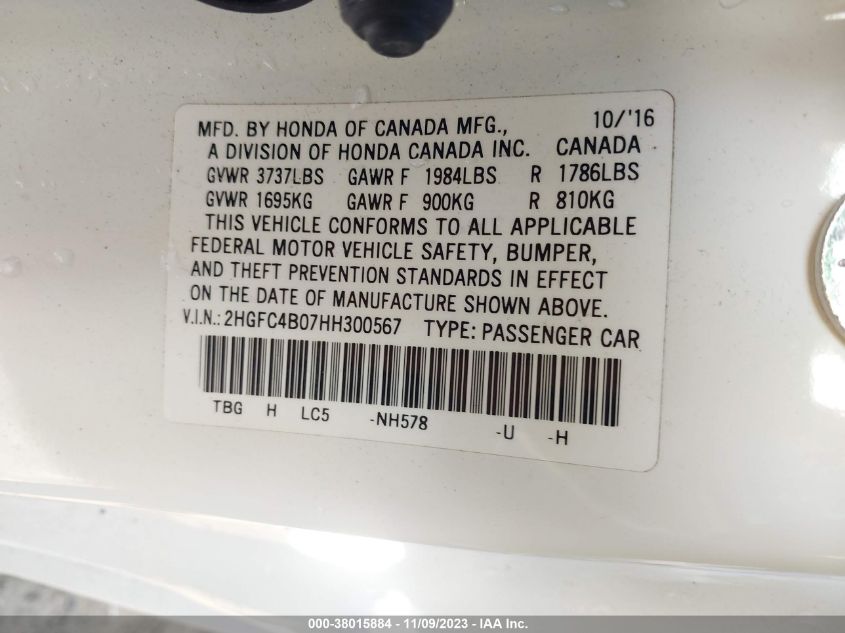 MFD. BY HONDA OF CANADA MFG., 10/'16
A DIVISION OF HONDA CANADA INC. CANADA
GVWR 3737LBS GAWR F 1984LBS R 1786LBS
GVWR 1695KG GAWR F 900KG R 810KG
THIS VEHICLE CONFORMS TO ALL APPLICABLE
FEDERAL MOTOR VEHICLE SAFETY, BUMPER,
AND THEFT PREVENTION STANDARDS IN EFFECT
ON THE DATE OF MANUFACTURE SHOWN ABOVE.
V.I.N.: 2HGFC4B07HH300567 TYPE: PASSENGER CAR
TBG H LC5 -NH578 -U -H
000-38015884 - 11/09/2023 - IAA Inc.